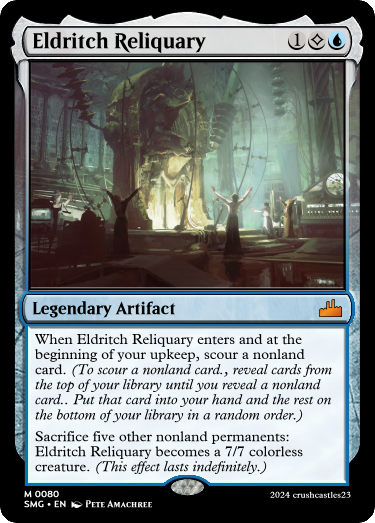 Eldritch Reliquary 1
Legendary Artifact
When Eldritch Reliquary enters and at the
beginning of your upkeep, scour a nonland
card. (To scour a nonland card., reveal cards from
the top of your library until you reveal a nonland
card.. Put that card into your hand and the rest on
the bottom of your library in a random order.)
Sacrifice five other nonland permanents:
Eldritch Reliquary becomes a 7/7 colorless
creature. (This effect lasts indefinitely.)
M 0080
SMG • EN Pete Amachree
2024 crushcastles23